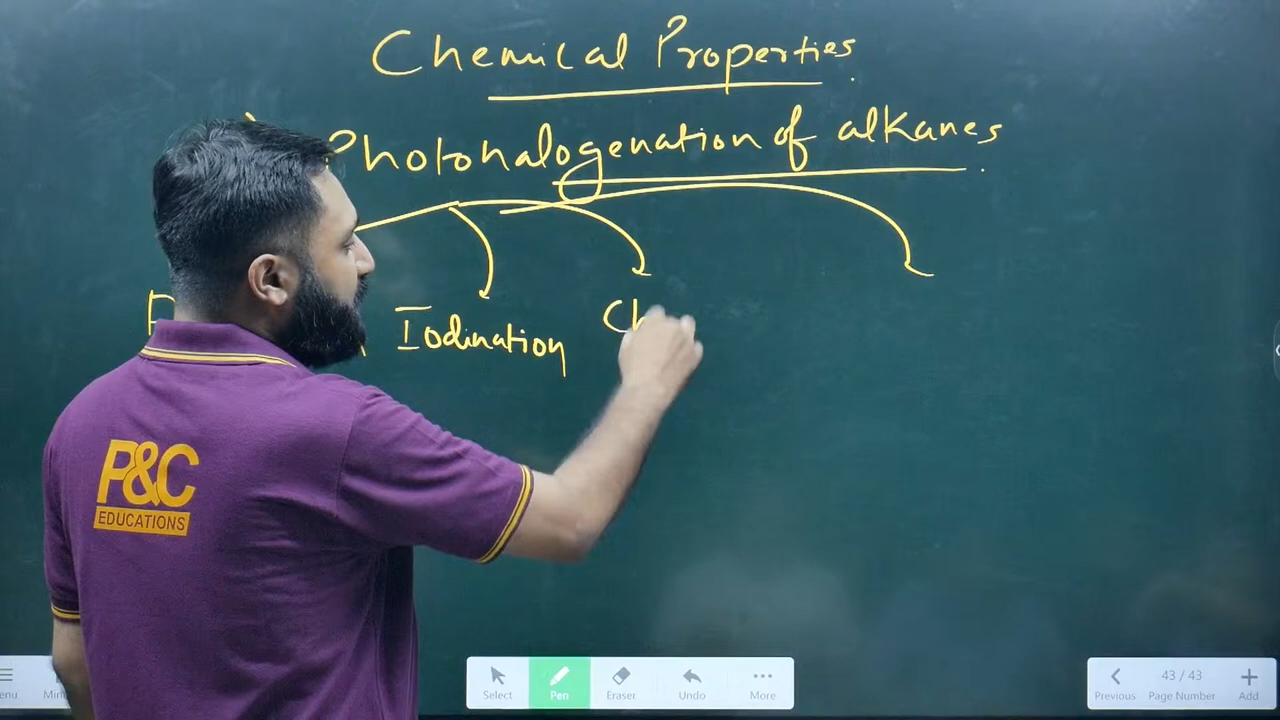 Chemical Properties
Photohalogenation of alkanes
Iodination
P&C
EDUCATIONS
Select
Pen
Eraser
Undo
More
Previous
43 / 43
Page Number
Add